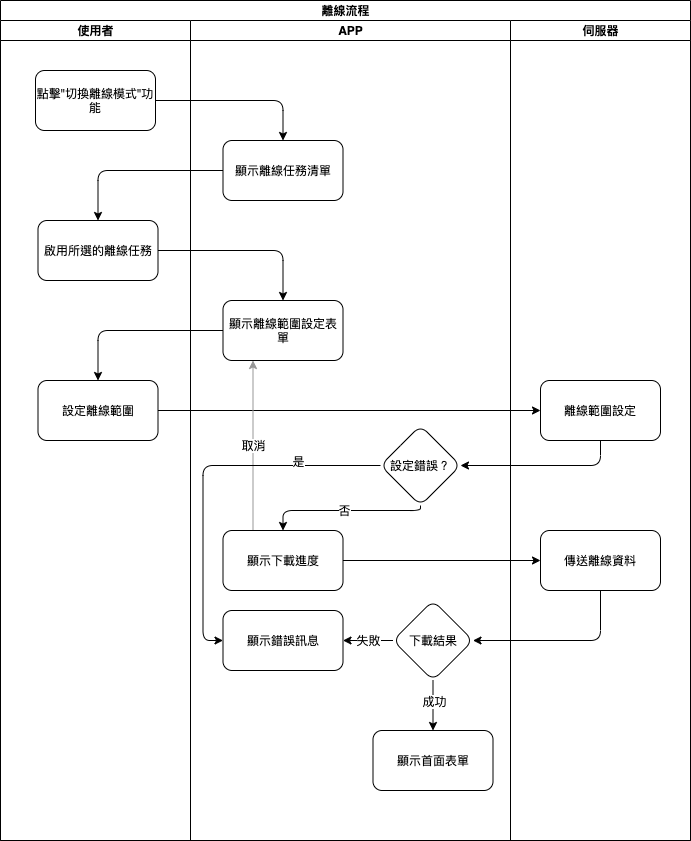 離線流程
使用者
APP
伺服器
點擊"切換離線模式"功
能
顯示離線任務清單
啟用所選的離線任務
顯示離線範圍設定表
單
設定離線範圍
離線範圍設定
取消
是
設定錯誤？
否
顯示下載進度
傳送離線資料
顯示錯誤訊息
失敗
下載結果
成功
顯示首面表單